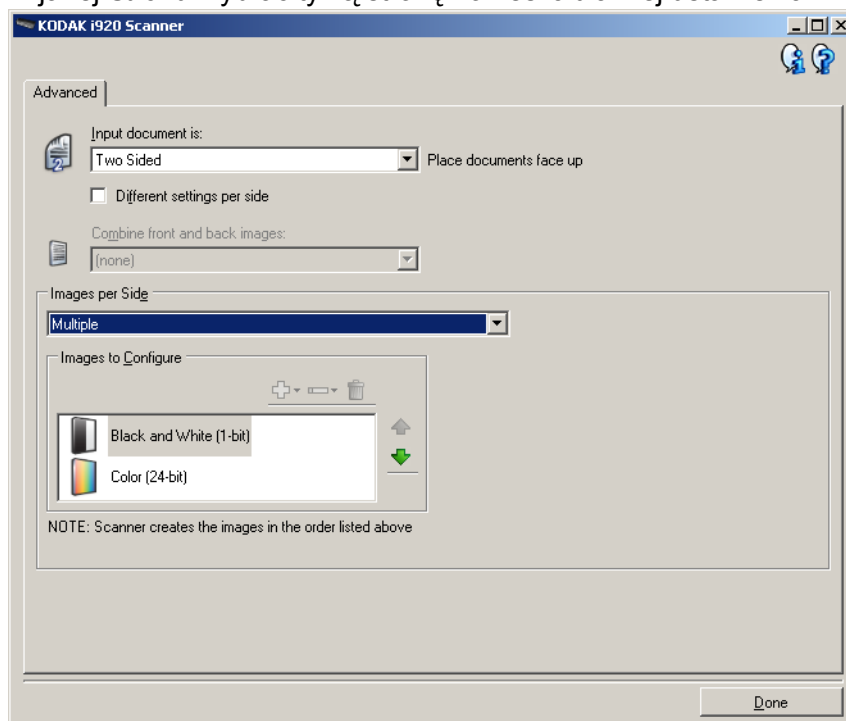 KODAK i920 Scanner
Advanced
Input document is:
Two Sided
Place documents face up
Different settings per side
Combine front and back images:
(none)
Images per Side
Multiple
Images to Configure
Black and White (1-bit)
Color (24-bit)
NOTE: Scanner creates the images in the order listed above
Done